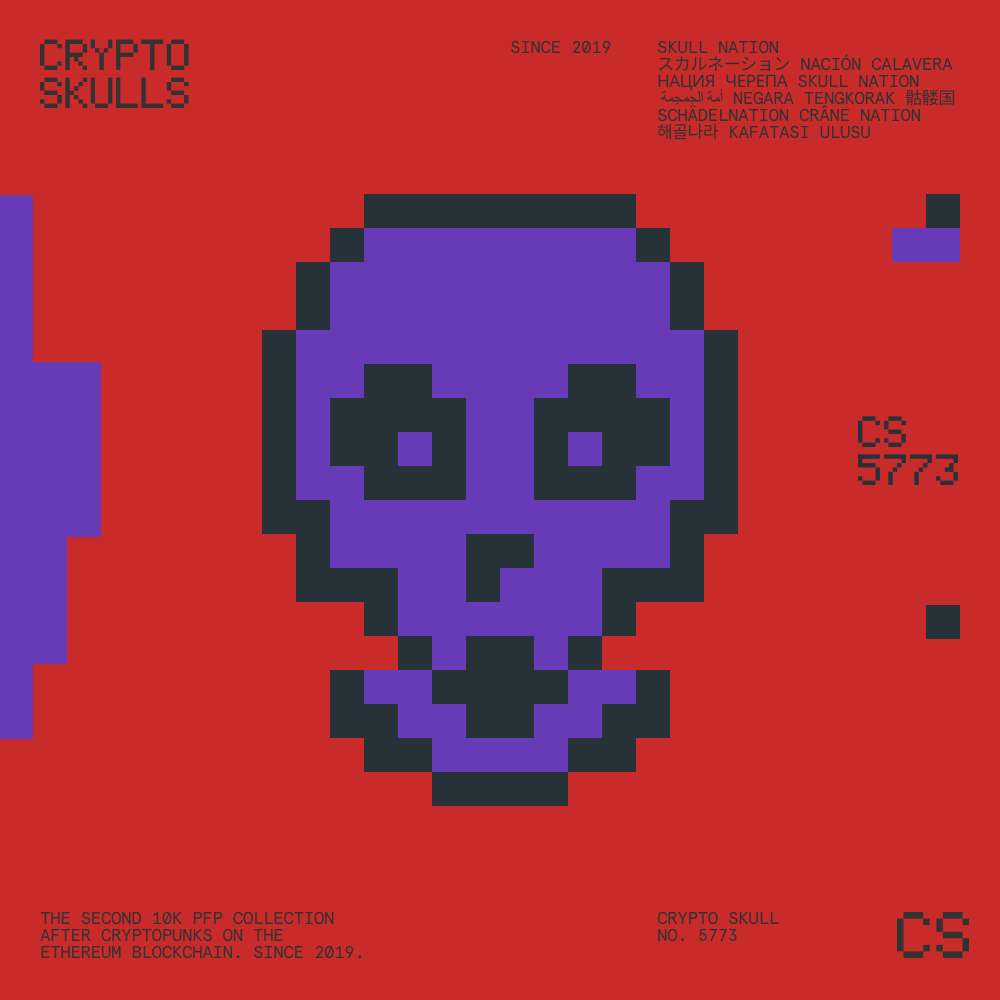 CRYPTO
SKULLS
SINCE 2019
SKULL NATION
スカルネーション NACIÓN CALAVERA
НАЦИЯ ЧЕРЕПА SKULL NATION
أمة الجمجمة NEGARA TENGKORAK 骷髅国
SCHÄDELNATION CRÂNE NATION
해골나라 KAFATASI ULUSU
CS
5773
THE SECOND 10K PFP COLLECTION
AFTER CRYPTOPUNKS ON THE
ETHEREUM BLOCKCHAIN. SINCE 2019.
CRYPTO SKULL
NO. 5773
CS